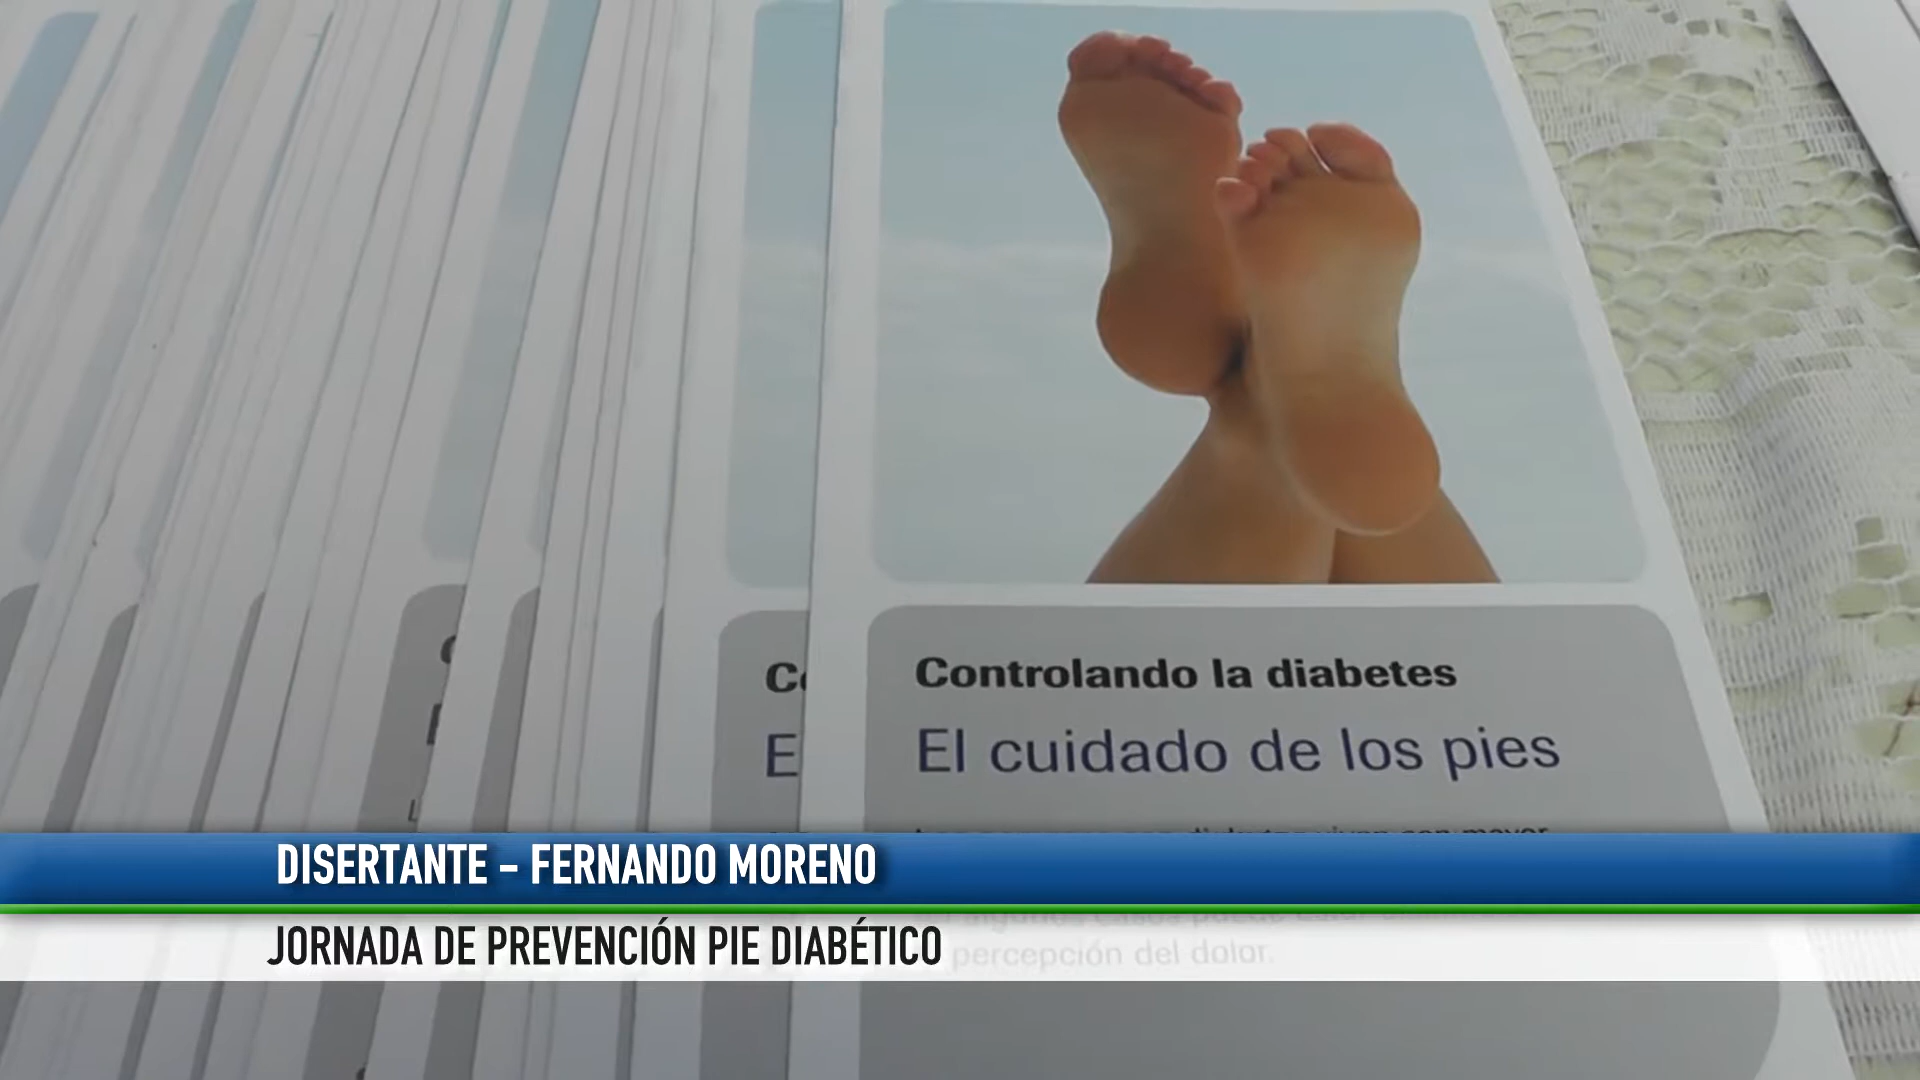 Controlando la diabetes
El cuidado de los pies
DISERTANTE - FERNANDO MORENO
JORNADA DE PREVENCIÓN PIE DIABÉTICO
percepción del dolor.